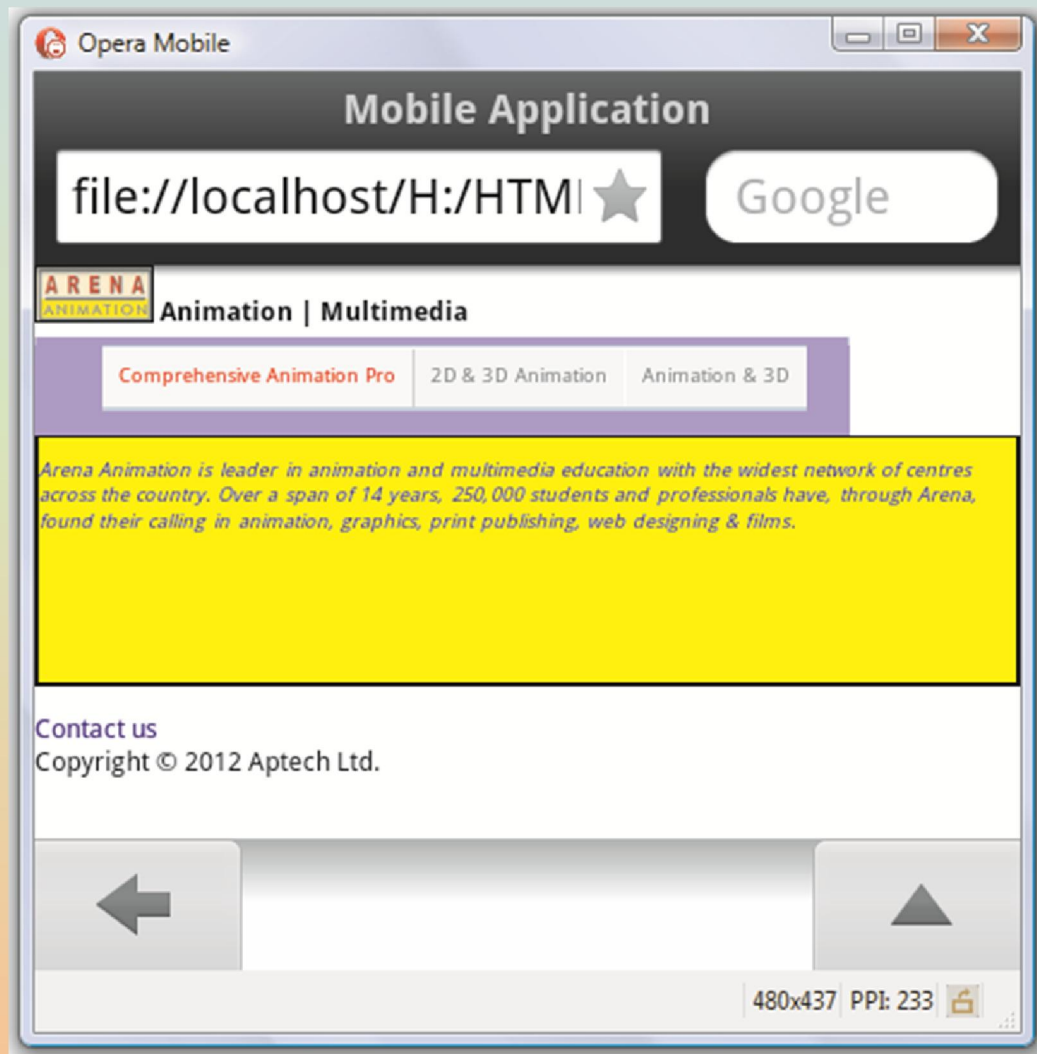 Opera Mobile
Mobile Application
file://localhost/H:/HTM
Google
ARENA
ANIMATION
Animation | Multimedia
Comprehensive Animation Pro 2D & 3D Animation Animation & 3D
Arena Animation is leader in animation and multimedia education with the widest network of centres
across the country. Over a span of 14 years, 250,000 students and professionals have, through Arena,
found their calling in animation, graphics, print publishing, web designing & films.
Contact us
Copyright © 2012 Aptech Ltd.
480x437 PPI: 233